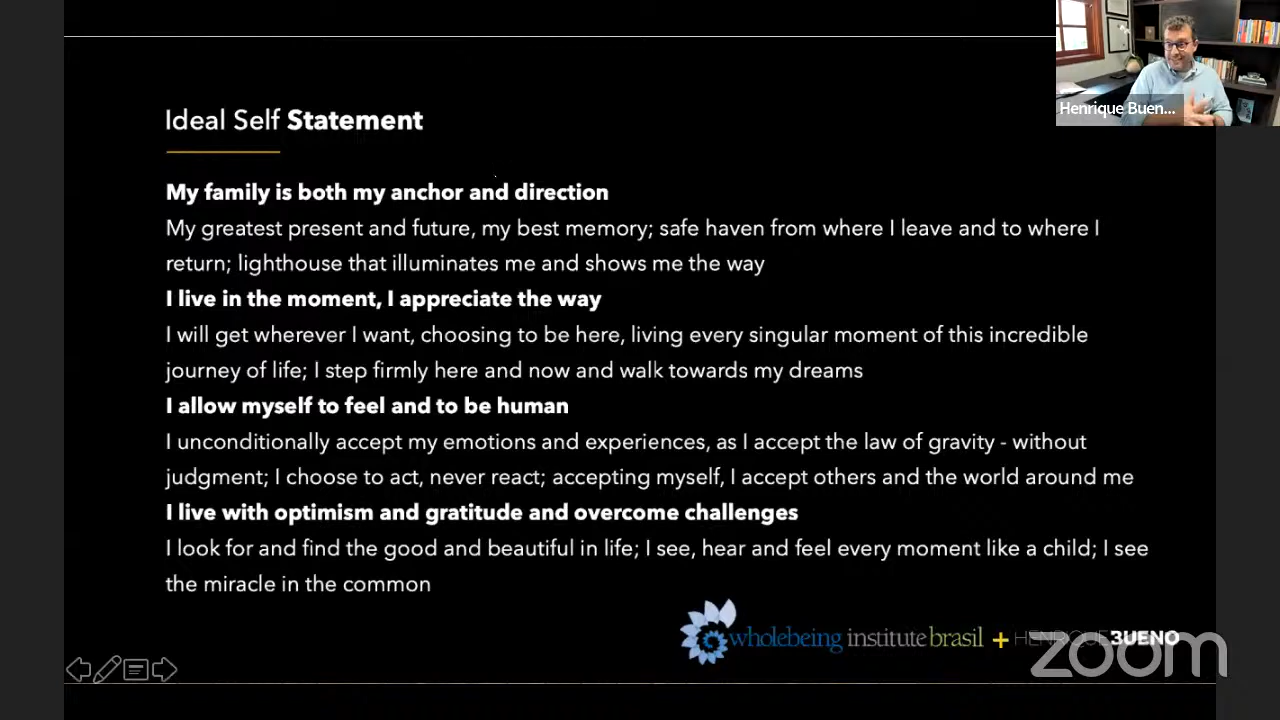 Henrique Buen...
Ideal Self Statement
My family is both my anchor and direction
My greatest present and future, my best memory; safe haven from where I leave and to where I
return; lighthouse that illuminates me and shows me the way
I live in the moment, I appreciate the way
I will get wherever I want, choosing to be here, living every singular moment of this incredible
journey of life; I step firmly here and now and walk towards my dreams
I allow myself to feel and to be human
I unconditionally accept my emotions and experiences, as I accept the law of gravity - without
judgment; I choose to act, never react; accepting myself, I accept others and the world around me
I live with optimism and gratitude and overcome challenges
I look for and find the good and beautiful in life; I see, hear and feel every moment like a child; I see
the miracle in the common
wholebeing institute brasil + HENRIQUE BUENO
zoom